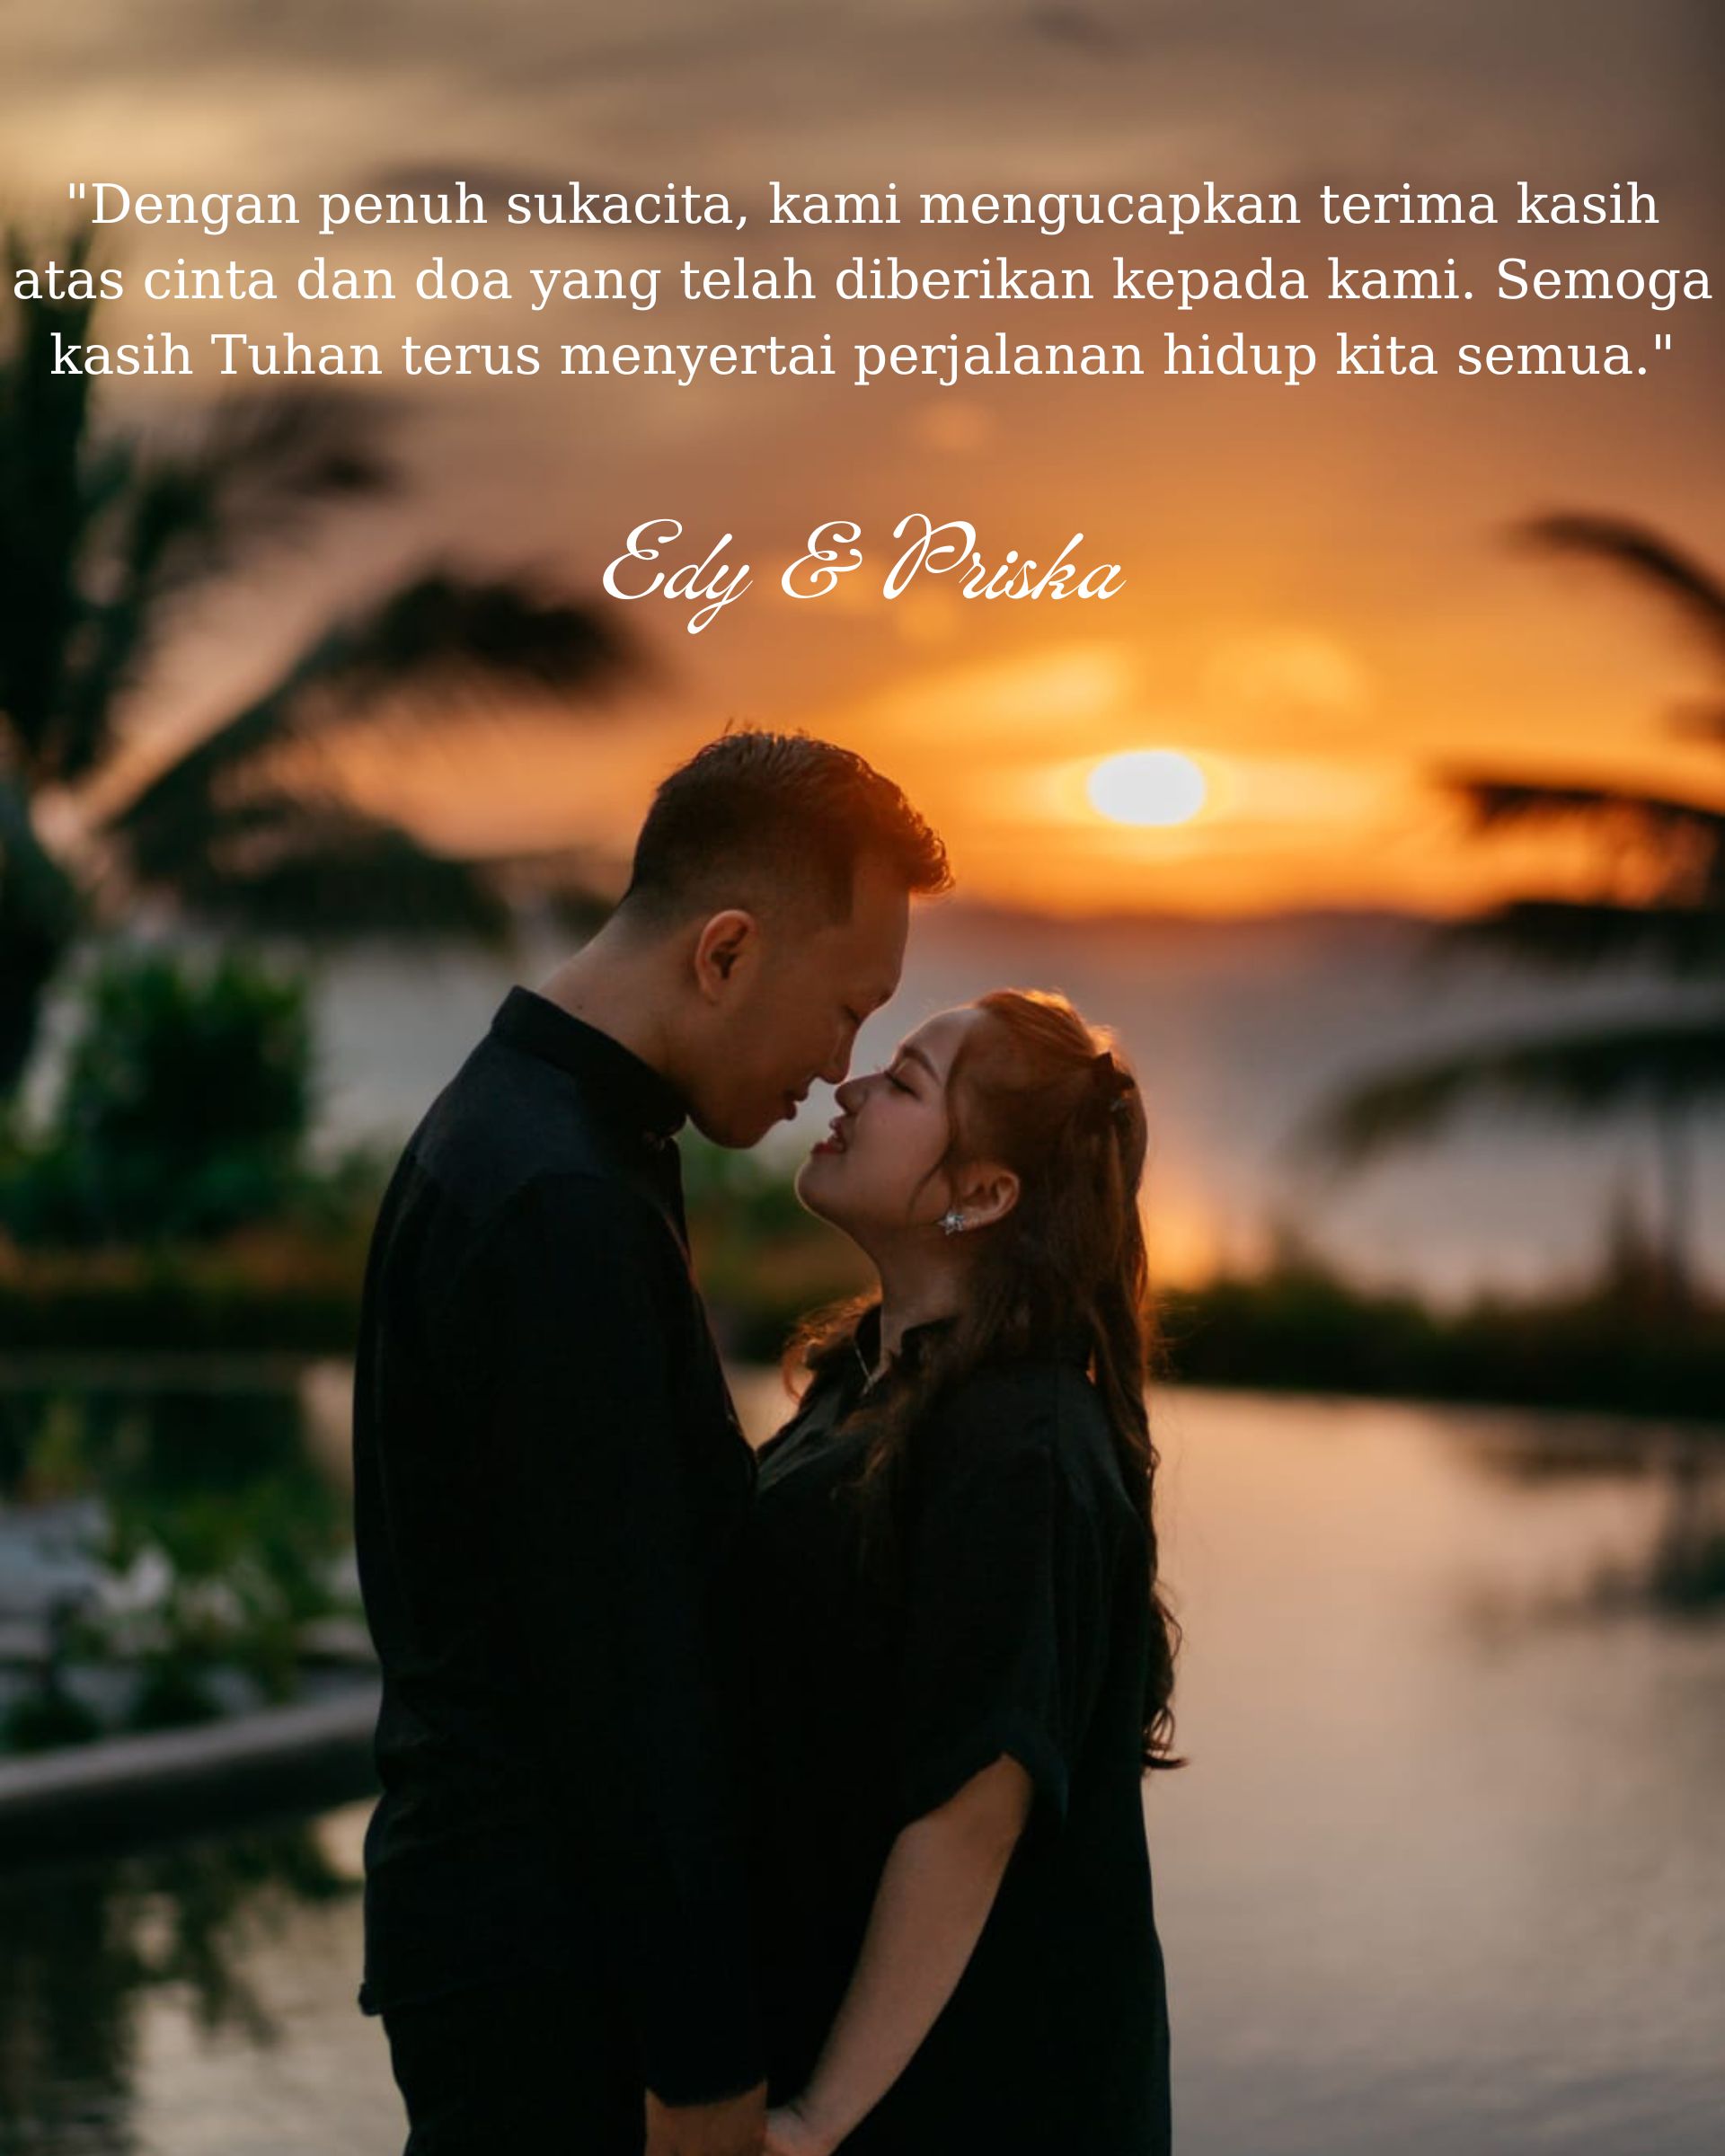 "Dengan penuh sukacita, kami mengucapkan terima kasih
atas cinta dan doa yang telah diberikan kepada kami. Semoga
kasih Tuhan terus menyertai perjalanan hidup kita semua."
Edy & Priska